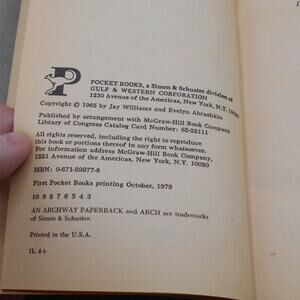 P
POCKET BOOKS, a Simon & Schuster division of
GULF & WESTERN CORPORATION
1230 Avenue of the Americas, New York, N.Y. 10020
Copyright © 1965 by Jay Williams and Evelyn Abrashkin
Published by arrangement with McGraw-Hill Book Company
Library of Congress Catalog Card Number: 65-22111
All rights reserved, including the right to reproduce
this book or portions thereof in any form whatsoever.
For information address McGraw-Hill Book Company,
1221 Avenue of the Americas, New York, N.Y. 10020
ISBN: 0-671-29977-8
First Pocket Books printing October, 1979
10 9 8 7 6 5 4 3
AN ARCHWAY PAPERBACK and ARCH are trademarks
of Simon & Schuster.
Printed in the U.S.A.
IL 4+